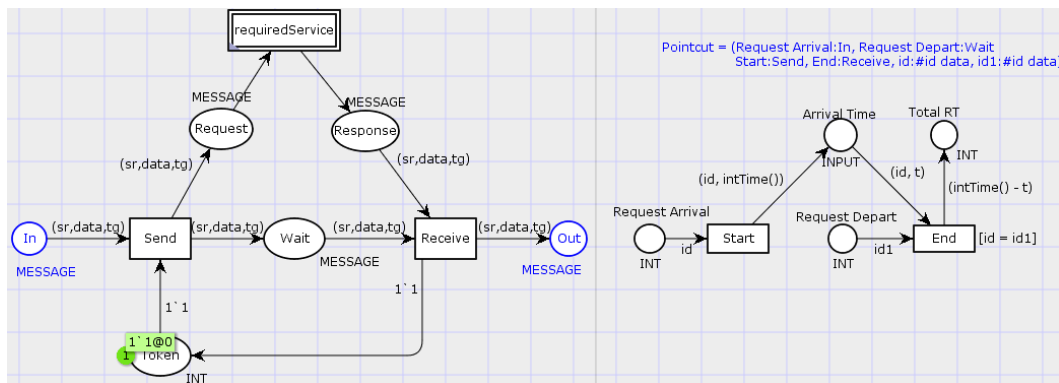 requiredService
MESSAGE
MESSAGE
Request
Response
(sr,data,tg)
(sr,data,tg)
In
(sr,data,tg)
Send
(sr,data,tg)
Wait
(sr,data,tg)
Receive
(sr,data,tg)
Out
MESSAGE
MESSAGE
MESSAGE
1`1
1`1
1`1@0
1
Token
INT
Pointcut = (Request Arrival:In, Request Depart:Wait
Start:Send, End:Receive, id:#id data, id1:#id data)
Arrival Time
Total RT
INPUT
INT
(id, intTime())
(id, t)
(intTime() - t)
Request Arrival
Request Depart
id
Start
id1
End
[id = id1]
INT
INT